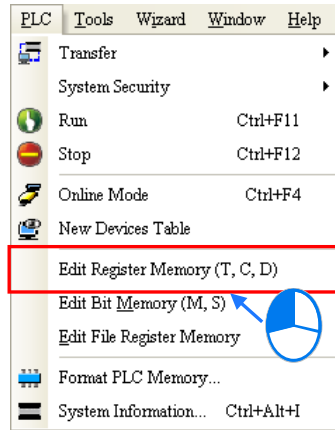 PLC Tools Wizard Window Help
Transfer
System Security
Run Ctrl+F11
Stop Ctrl+F12
Online Mode Ctrl+F4
New Devices Table
Edit Register Memory (T, C, D)
Edit Bit Memory (M, S)
Edit File Register Memory
Format PLC Memory...
System Information... Ctrl+Alt+I